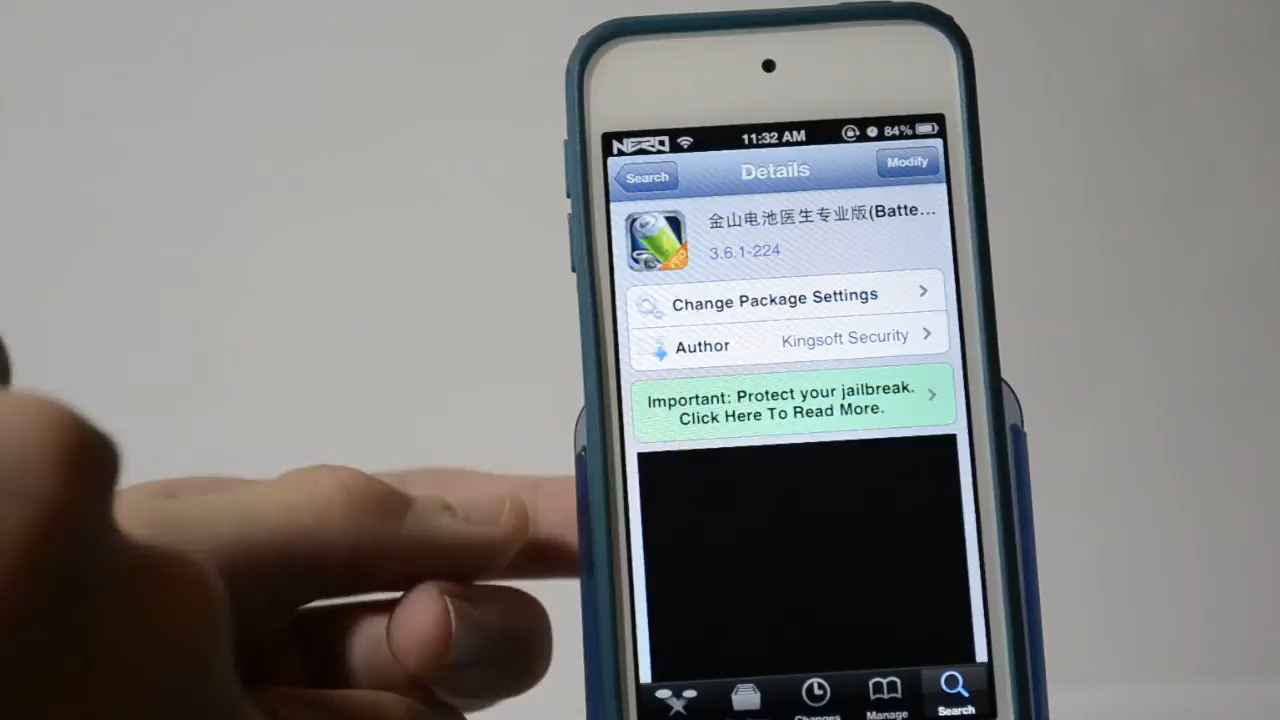 NERO 11:32 AM 84%
Search Details Modify
金山电池医生专业版(Batte...
3.6.1-224
Change Package Settings
Author Kingsoft Security
Important: Protect your jailbreak.
Click Here To Read More.
Changes Manage Search